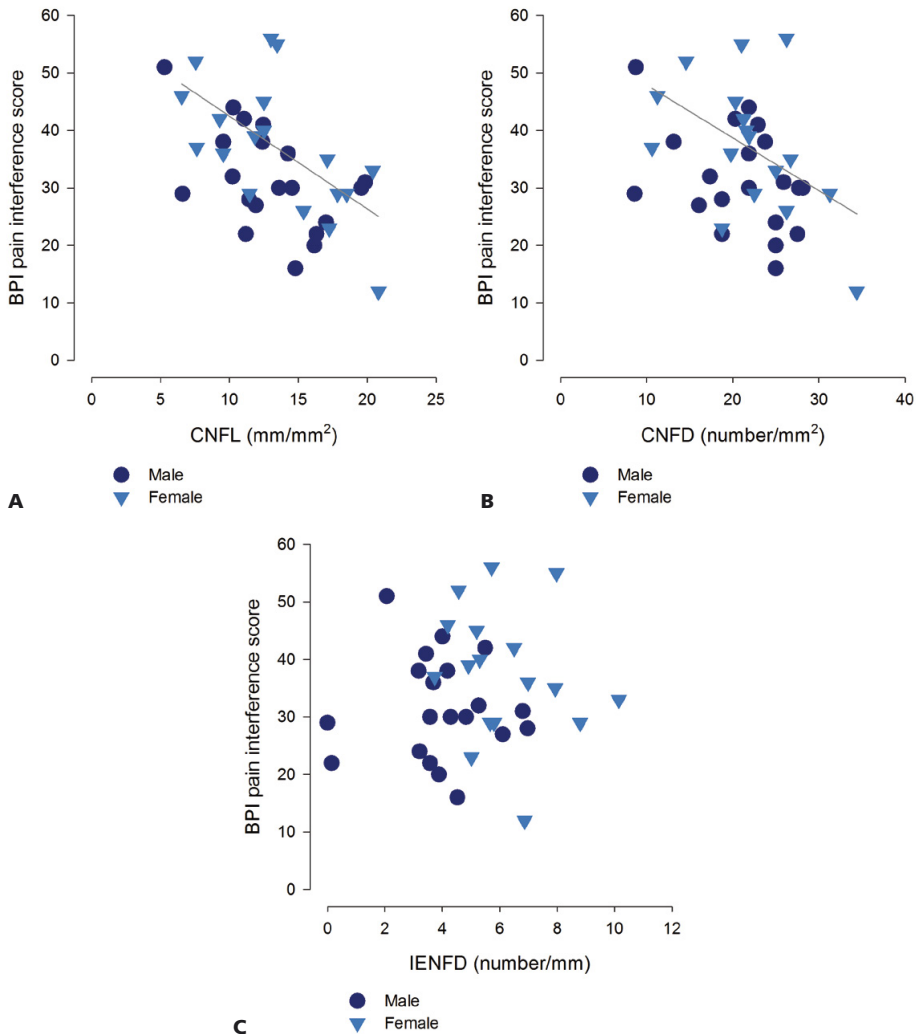 60
50
40
30
20
10
0
BPI pain interference score
0 5 10 15 20 25
CNFL (mm/mm²)
Male
Female
A
60
50
40
30
20
10
0
BPI pain interference score
0 10 20 30 40
CNFD (number/mm²)
Male
Female
B
60
50
40
30
20
10
0
BPI pain interference score
0 2 4 6 8 10 12
IENFD (number/mm)
Male
Female
C